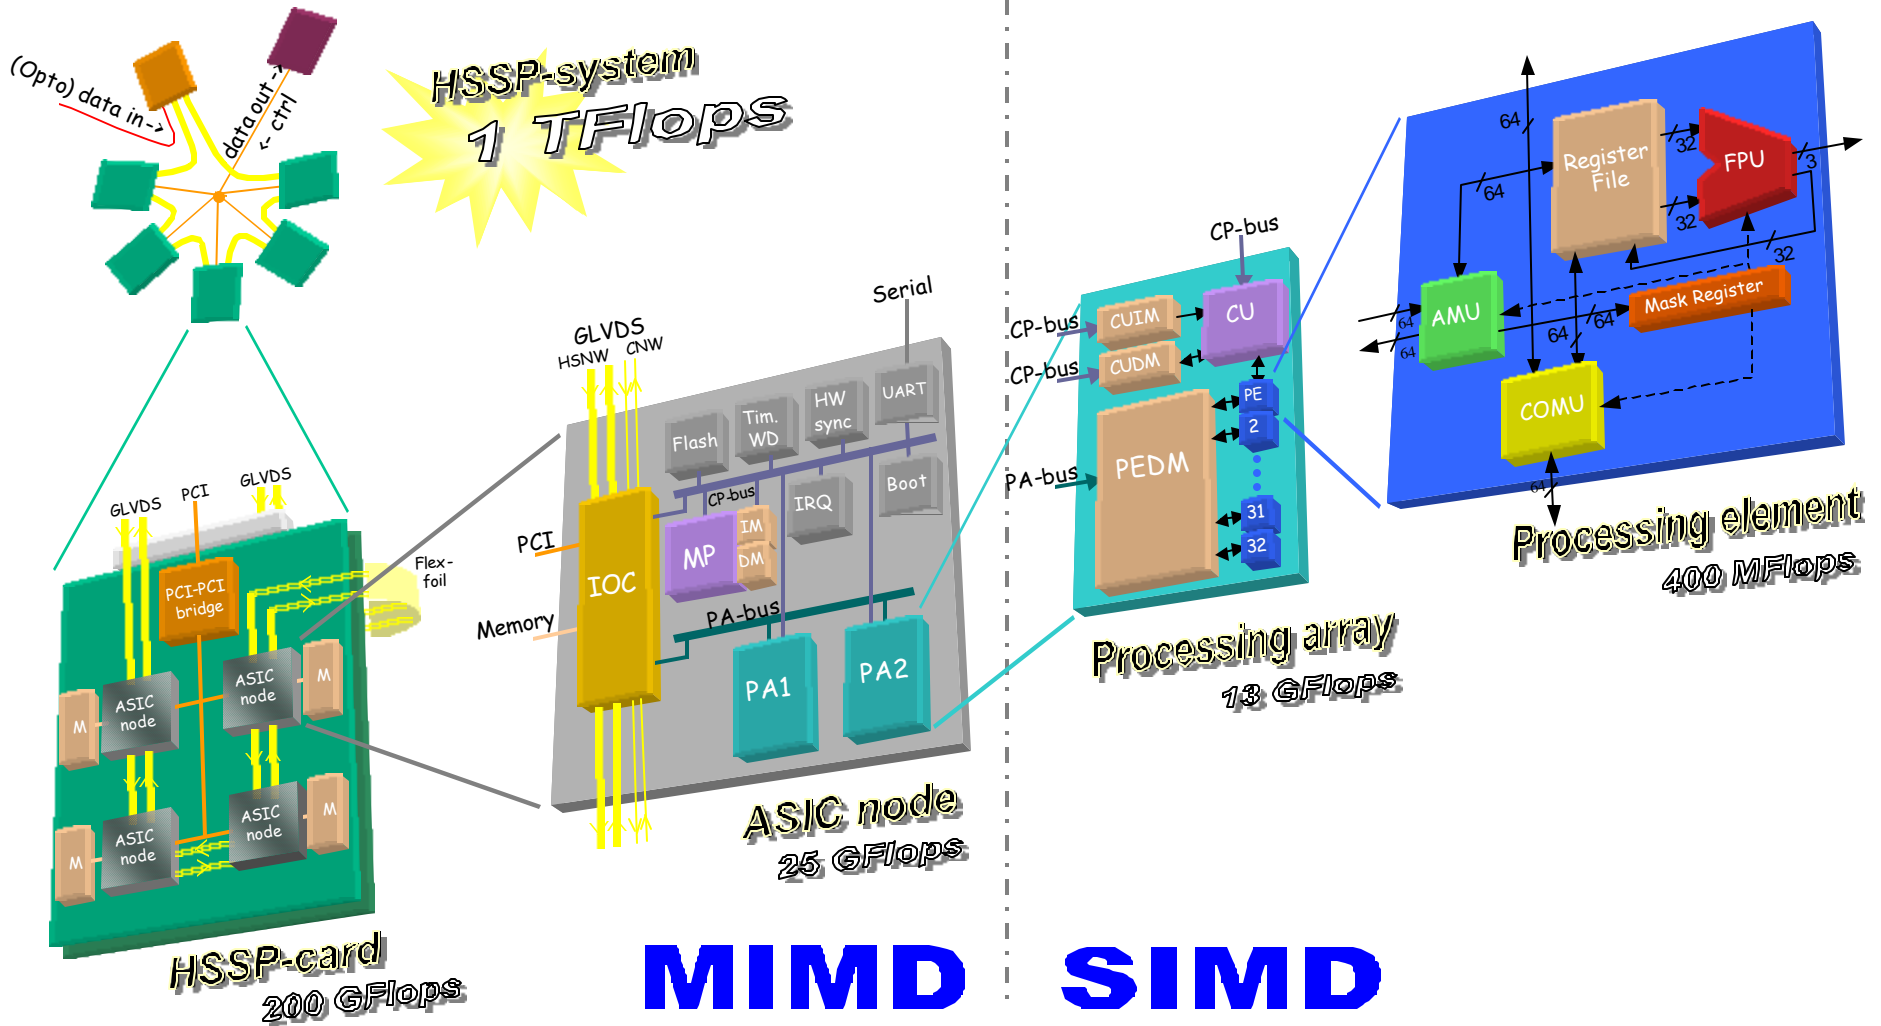 (Opto) data in->
data out->
<- ctrl
HSSP-system
1 TFlops
GLVDS
PCI
GLVDS
PCI-PCI
bridge
Flex-
foil
ASIC
node
M
ASIC
node
M
ASIC
node
M
ASIC
node
M
HSSP-card
200 GFlops
GLVDS
HSNW
CNW
Serial
Flash
Tim.
WD
HW
sync
UART
CP-bus
IRQ
Boot
PCI
IOC
MP
IM
DM
Memory
PA-bus
PA1
PA2
ASIC node
25 GFlops
MIMD
CP-bus
CP-bus
CUIM
CU
CP-bus
CUDM
PE
2
PA-bus
PEDM
31
32
Processing array
13 GFlops
64
Register
File
32
FPU
3
64
32
32
64
AMU
64
64
64
Mask Register
COMU
64
Processing element
400 MFlops
SIMD